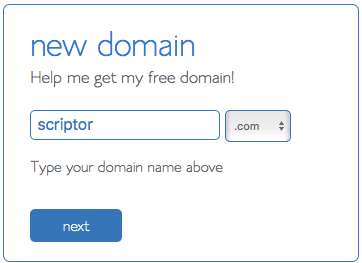 new domain
Help me get my free domain!
scriptor .com
Type your domain name above
next